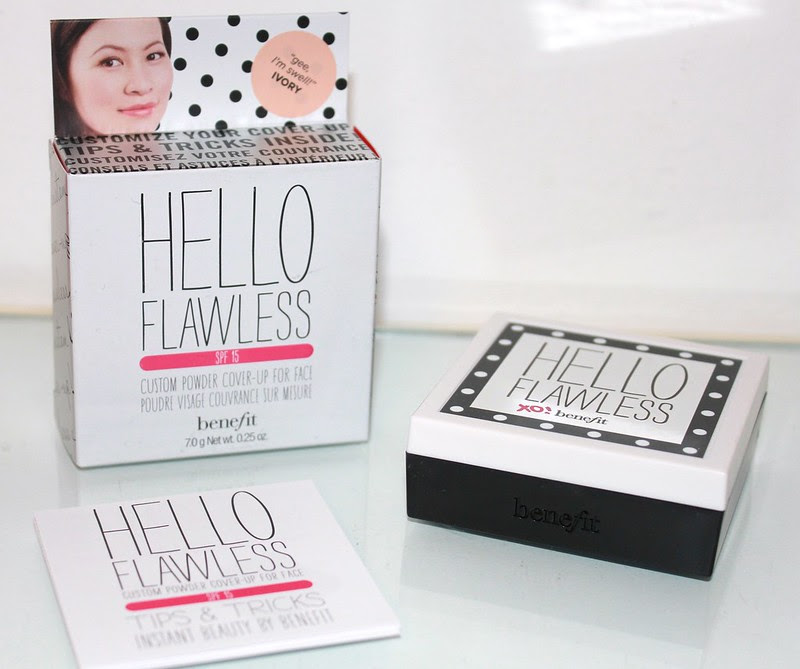 "gee,
I'm swell!"
IVORY
CUSTOMIZE YOUR COVER-UP
TIPS & TRICKS INSIDE
CUSTOMISEZ VOTRE COUVRANCE
CONSEILS ET ASTUCES À L'INTÉRIEUR
HELLO
FLAWLESS
SPF 15
CUSTOM POWDER COVER-UP FOR FACE
POUDRE VISAGE COUVRANCE SUR MESURE
benefit
7.0 g Net wt. 0.25 oz.
HELLO
FLAWLESS
XO! benefit
benefit
HELLO
FLAWLESS
CUSTOM POWDER COVER-UP FOR FACE
SPF 15
TIPS & TRICKS
INSTANT BEAUTY BY BENEFIT